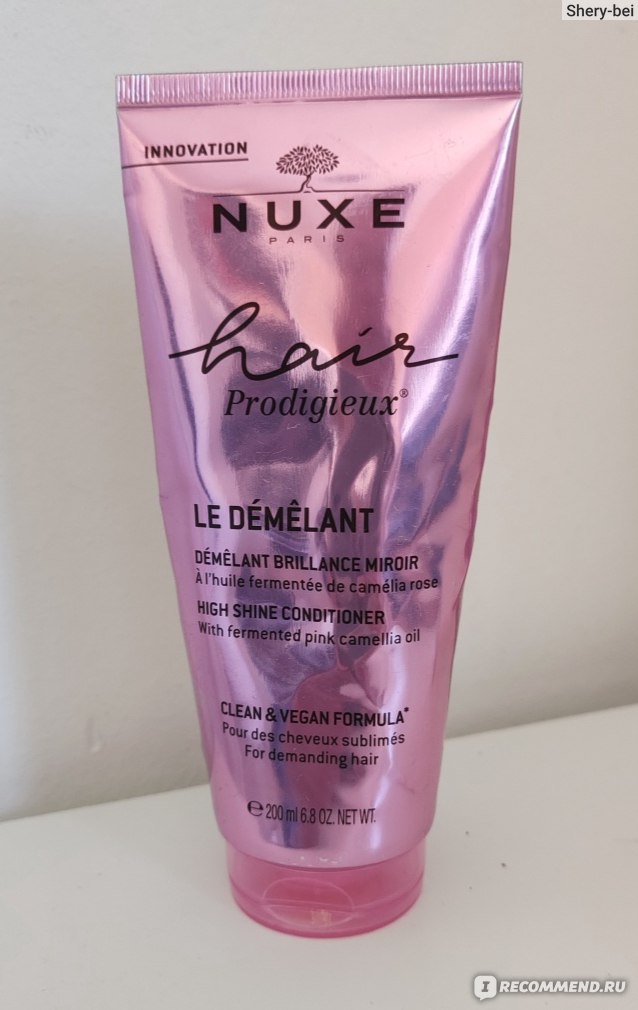 Shery-bei
INNOVATION
NUXE
PARIS
hair
Prodigieux®
LE DÉMÊLANT
DÉMÊLANT BRILLANCE MIROIR
À l'huile fermentée de camélia rose
HIGH SHINE CONDITIONER
With fermented pink camellia oil
CLEAN & VEGAN FORMULA*
Pour des cheveux sublimés
For demanding hair
℮ 200 ml 6.8 OZ. NET WT.
IRECOMMEND.RU